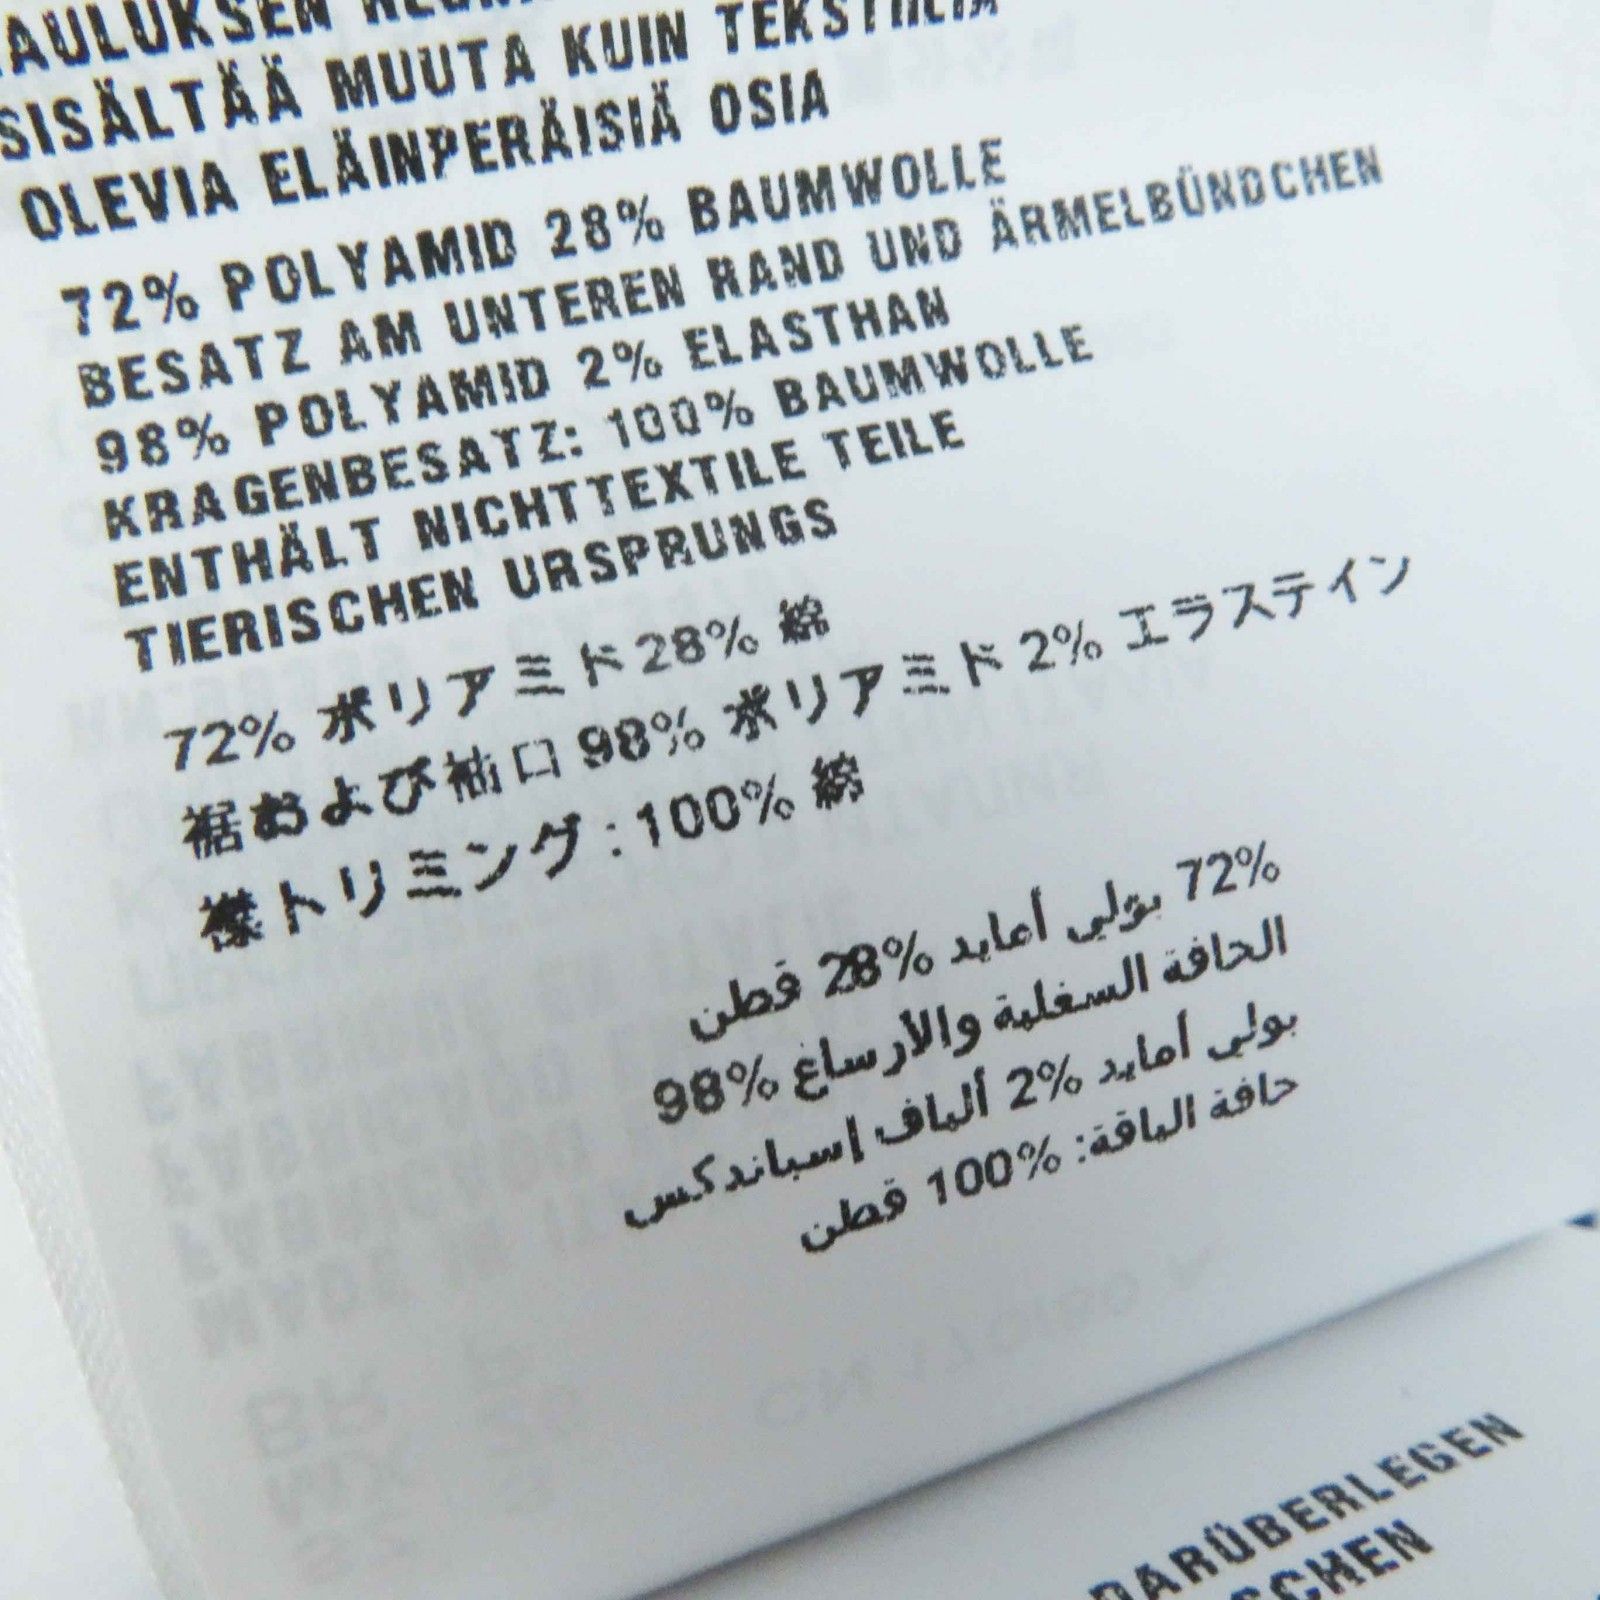 SISÄLTÄÄ MUUTA KUIN TEKSTIILIÄ
OLEVIA ELÄINPERÄISIÄ OSIA
72% POLYAMID 28% BAUMWOLLE
BESATZ AM UNTEREN RAND UND ÄRMELBÜNDCHEN
98% POLYAMID 2% ELASTHAN
KRAGENBESATZ: 100% BAUMWOLLE
ENTHÄLT NICHTTEXTILE TEILE
TIERISCHEN URSPRUNGS
72% ポリアミド 28% 綿
裾および袖口 98% ポリアミド 2% エラステイン
襟トリミング : 100% 綿
72% بولي أمايد 28% قطن
الحافة السفلية والأرساغ 98%
بولي أمايد 2% ألياف إسباندكس
حافة الياقة: 100% قطن
DARÜBERLEGEN